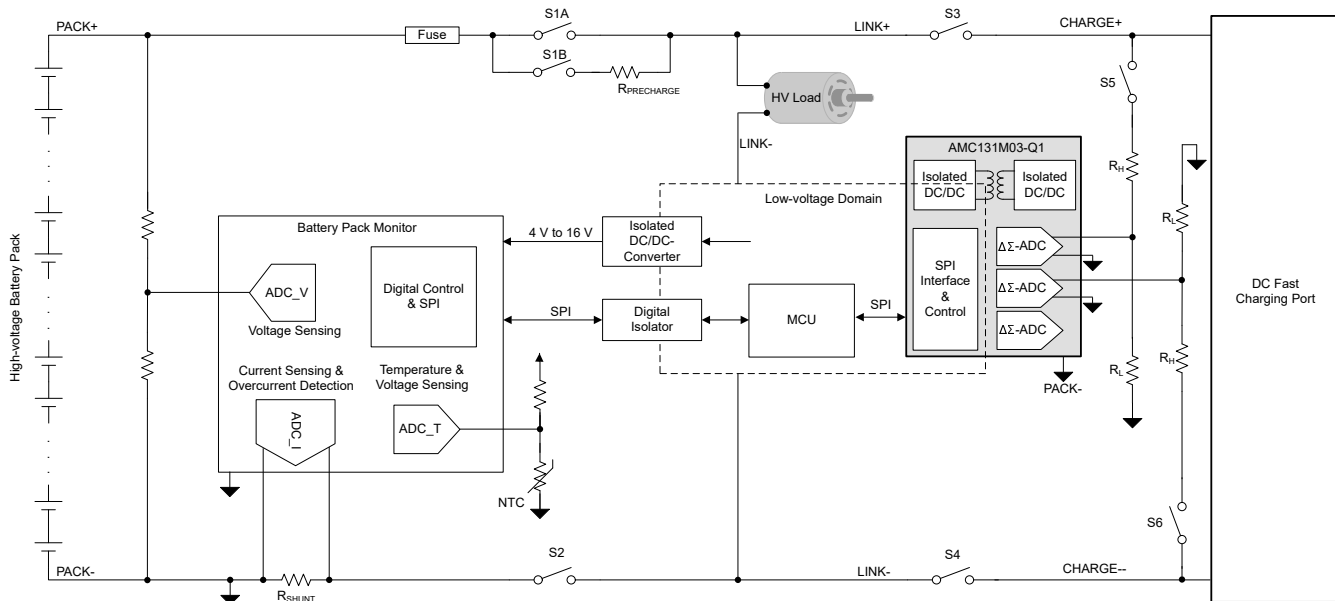 PACK+
Fuse
S1A
S1B
RPRECHARGE
LINK+
S3
CHARGE+
S5
HV Load
LINK-
AMC131M03-Q1
Isolated
DC/DC
Isolated
DC/DC
RH
RL
Low-voltage Domain
High-voltage Battery Pack
Battery Pack Monitor
4 V to 16 V
Isolated
DC/DC-
Converter
ΔΣ-ADC
ΔΣ-ADC
ΔΣ-ADC
SPI
Interface
&
Control
ADC_V
Voltage Sensing
Digital Control
& SPI
SPI
Digital
Isolator
MCU
SPI
DC Fast
Charging Port
Current Sensing &
Overcurrent Detection
Temperature &
Voltage Sensing
ADC_I
ADC_T
NTC
PACK-
RL
RH
S6
PACK-
RSHUNT
S2
LINK-
S4
CHARGE--